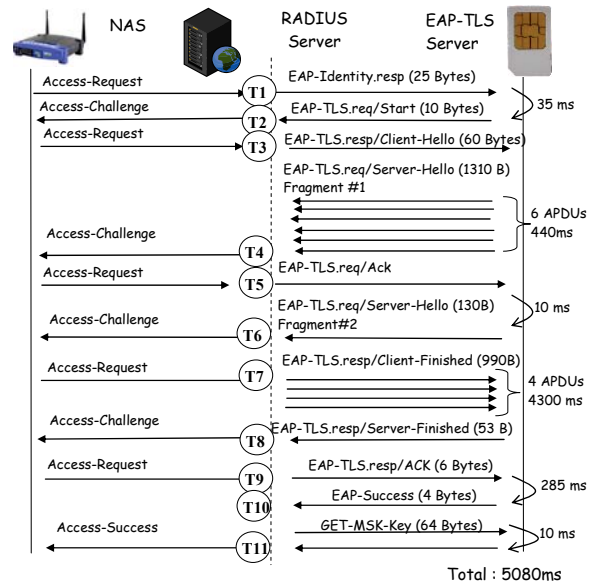 NAS
RADIUS
Server
EAP-TLS
Server
Access-Request
T1
EAP-Identity.resp (25 Bytes)
35 ms
Access-Challenge
T2
EAP-TLS.req/Start (10 Bytes)
Access-Request
T3
EAP-TLS.resp/Client-Hello (60 Bytes)
EAP-TLS.req/Server-Hello (1310 B)
Fragment #1
6 APDUs
440ms
Access-Challenge
T4
Access-Request
T5
EAP-TLS.req/Ack
EAP-TLS.req/Server-Hello (130B)
Fragment#2
10 ms
Access-Challenge
T6
Access-Request
T7
EAP-TLS.resp/Client-Finished (990B)
4 APDUs
4300 ms
Access-Challenge
T8
EAP-TLS.resp/Server-Finished (53 B)
Access-Request
T9
EAP-TLS.resp/ACK (6 Bytes)
285 ms
T10
EAP-Success (4 Bytes)
GET-MSK-Key (64 Bytes)
10 ms
Access-Success
T11
Total : 5080ms